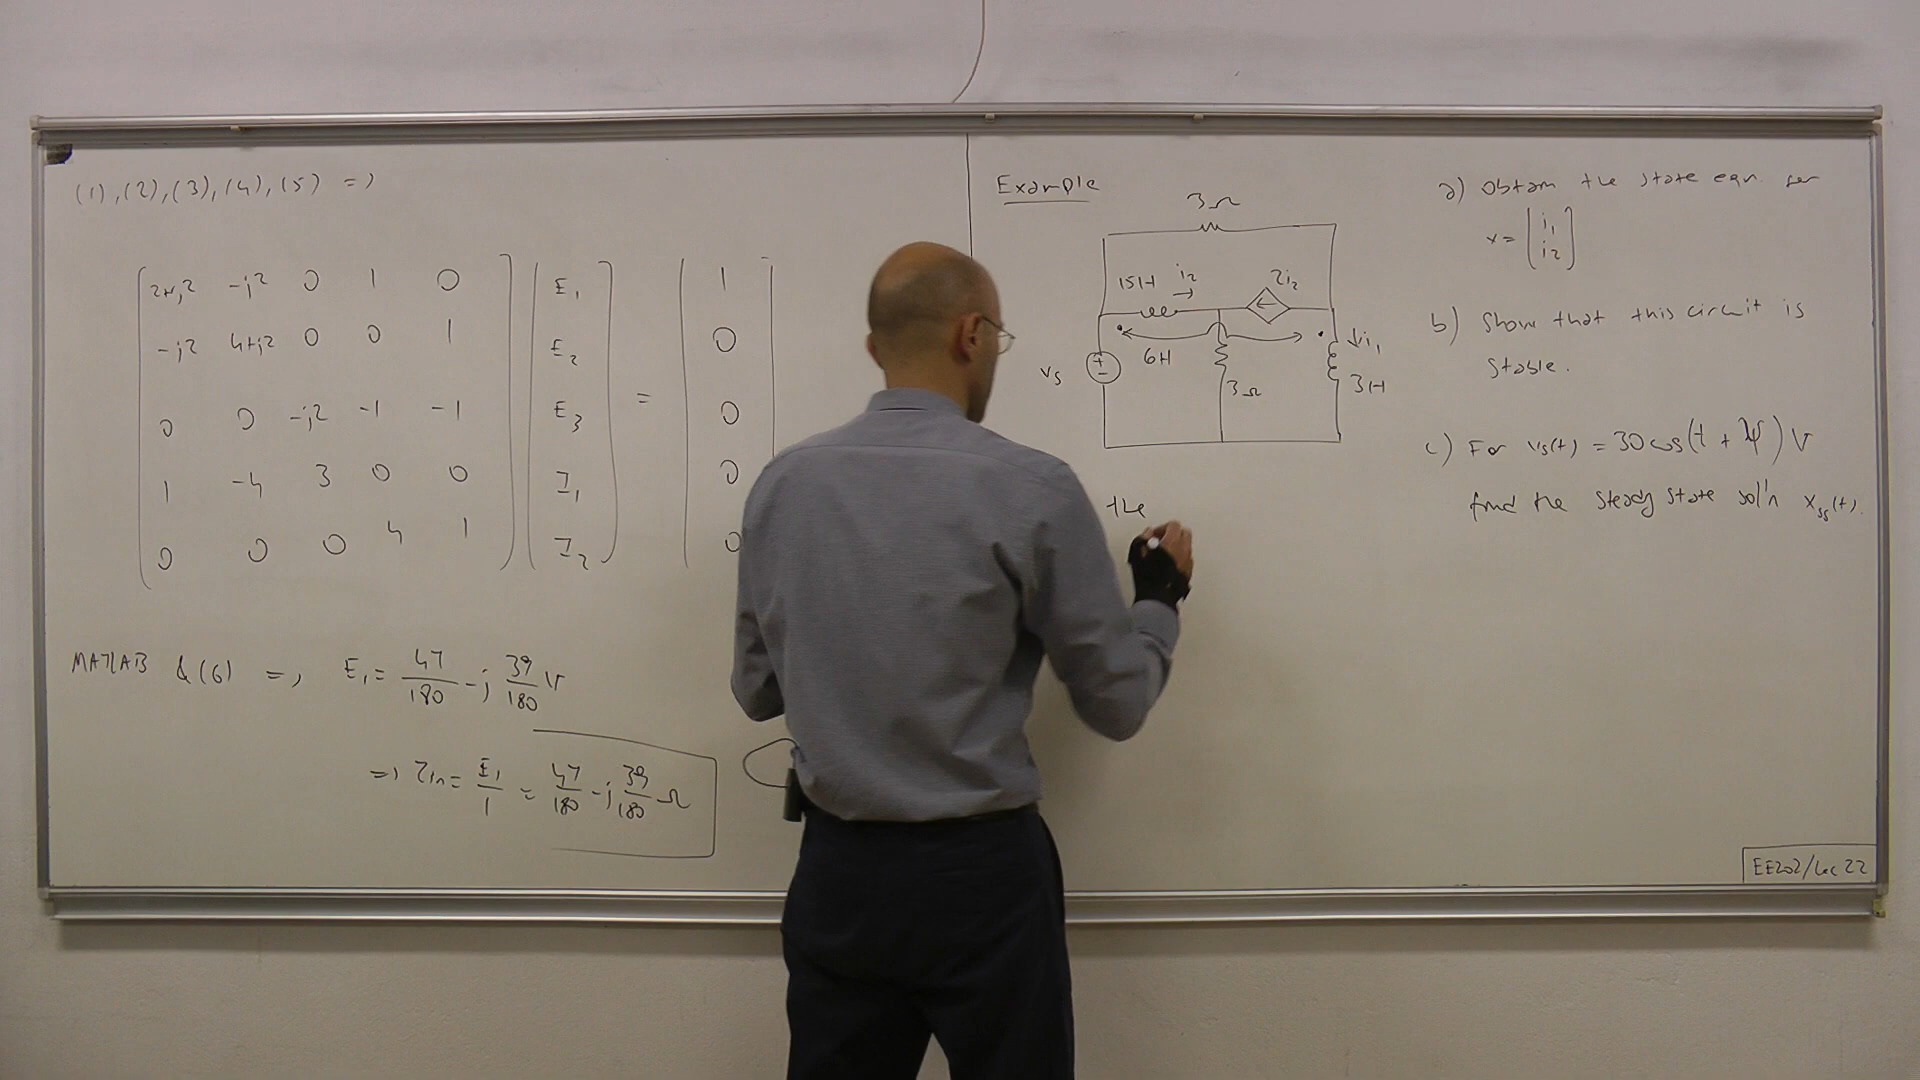 (1), (2), (3), (4), (5) =>
2+j2 -j2 0 1 0 E1 1
-j2 4+j2 0 0 1 E2 0
0 0 -j2 -1 -1 E3 = 0
1 -4 3 0 0 I1 0
0 0 0 4 1 I2 0
MATLAB & (6) => E1 = 47/180 - j 39/180 V
=> Zin = E1/1 = 47/180 - j 39/180 Ω
Example
3Ω
15H i2 2i2
6H i1
vs + - 3Ω 3H
the
a) Obtain the state eqn. for
x = [i1 i2]
b) Show that this circuit is
stable.
c) For vs(t) = 30cos(t + ψ) V
find the steady state sol'n xss(t).
EE202/Lec 22